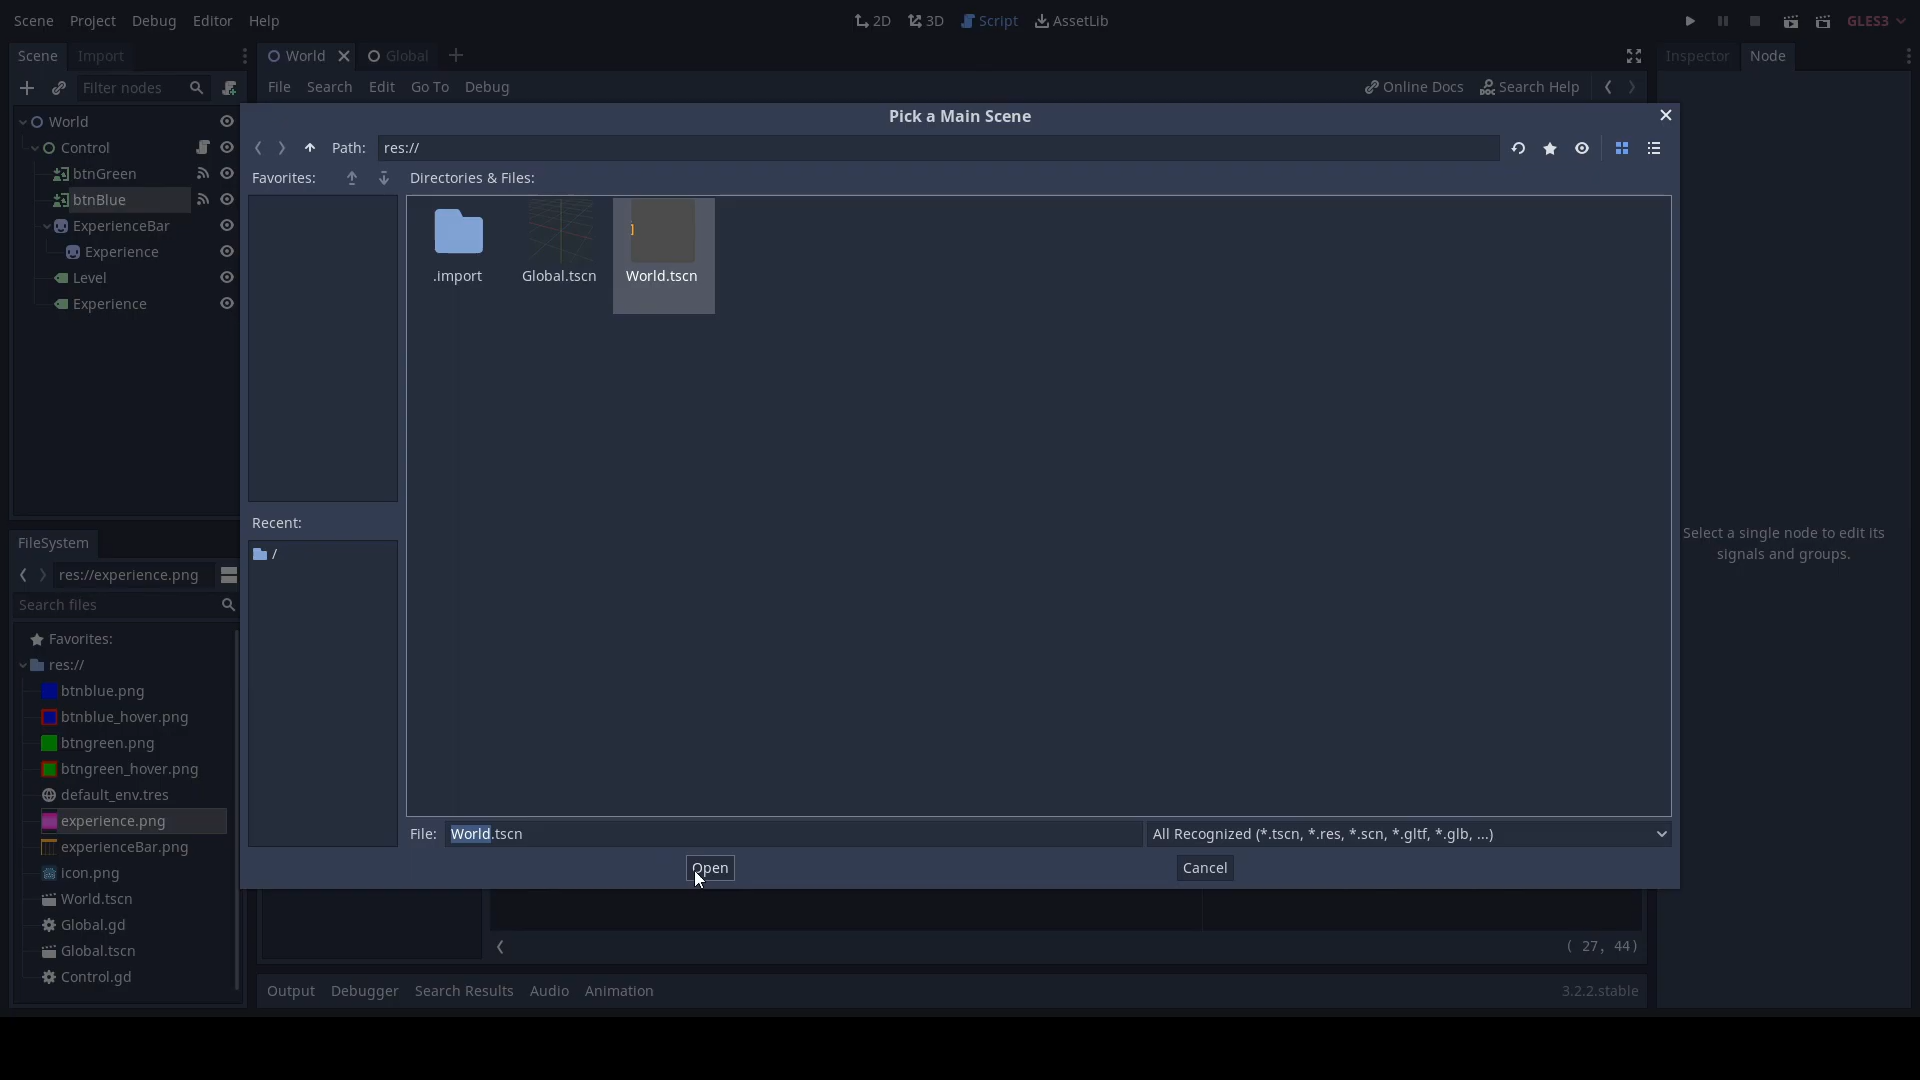 Scene Project Debug Editor Help
2D 3D Script AssetLib
GLES3
Scene Import
World Global
Inspector Node
Filter nodes
File Search Edit Go To Debug
Online Docs Search Help
World
Control
btnGreen
btnBlue
ExperienceBar
Experience
Level
Experience
Pick a Main Scene
Path: res://
Favorites:
Directories & Files:
.import Global.tscn World.tscn
Recent:
/
File: World.tscn
All Recognized (*.tscn, *.res, *.scn, *.gltf, *.glb, ...)
Open Cancel
Select a single node to edit its
signals and groups.
FileSystem
res://experience.png
Search files
Favorites:
res://
btnblue.png
btnblue_hover.png
btngreen.png
btngreen_hover.png
default_env.tres
experience.png
experienceBar.png
icon.png
World.tscn
Global.gd
Global.tscn
Control.gd
( 27, 44)
Output Debugger Search Results Audio Animation
3.2.2.stable